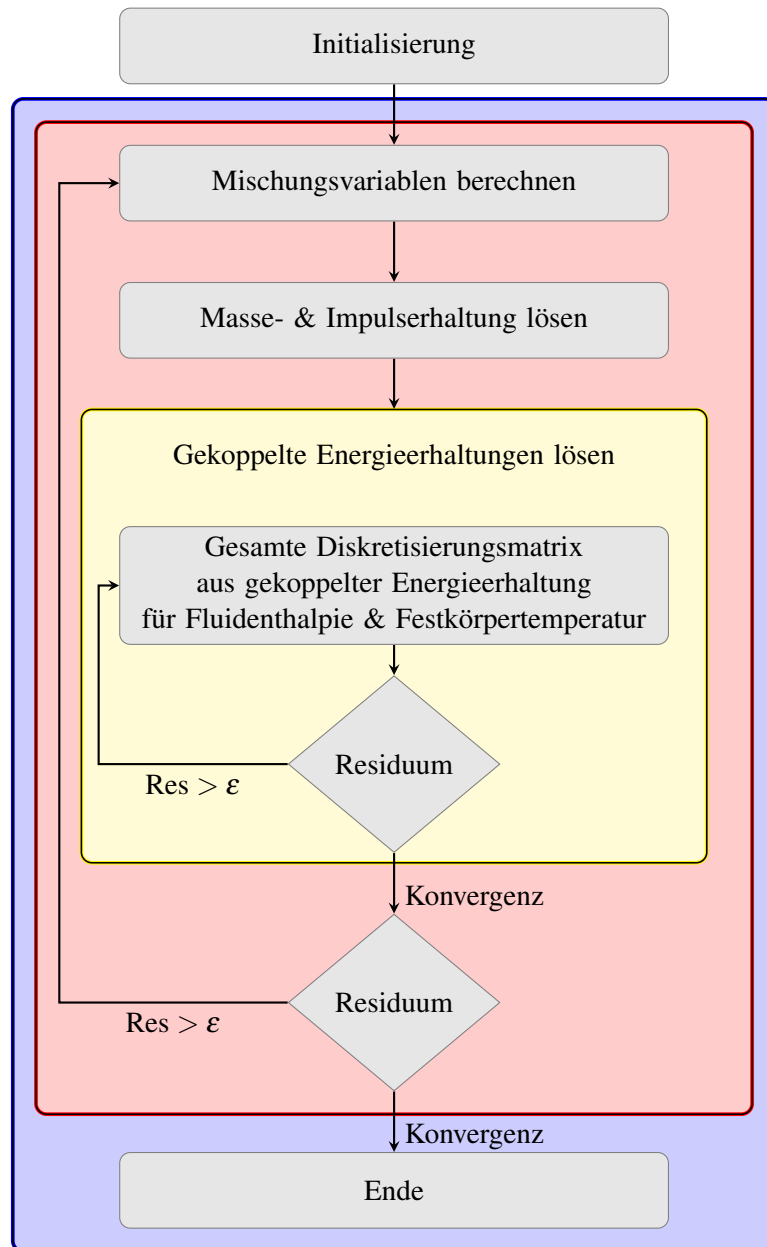 Initialisierung
Mischungsvariablen berechnen
Masse- & Impulserhaltung lösen
Gekoppelte Energieerhaltungen lösen
Gesamte Diskretisierungsmatrix
aus gekoppelter Energieerhaltung
für Fluidenthalpie & Festkörpertemperatur
Residuum
Res > ε
Konvergenz
Residuum
Res > ε
Konvergenz
Ende